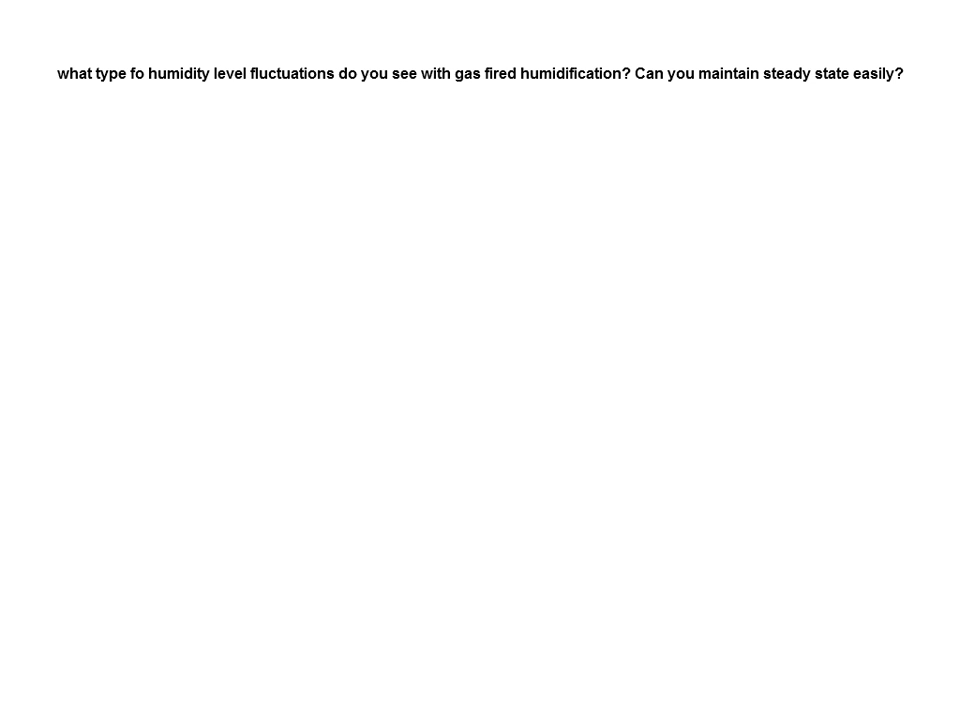 what type fo humidity level fluctuations do you see with gas fired humidification? Can you maintain steady state easily?